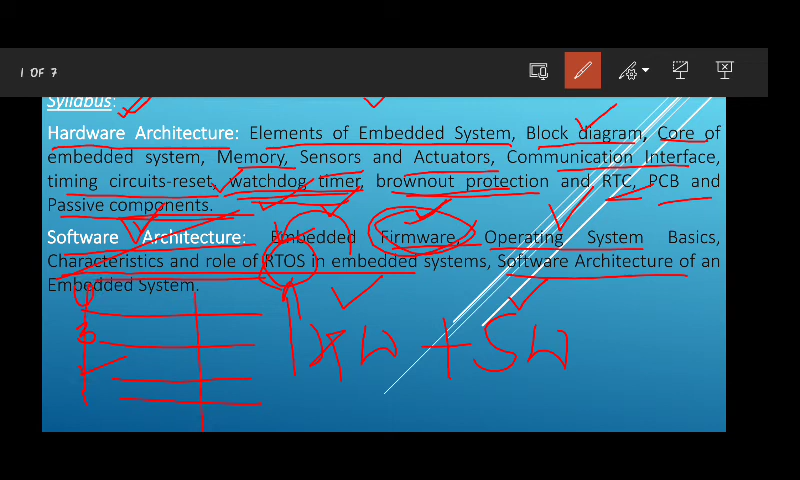 1 OF 7
Syllabus:
Hardware Architecture: Elements of Embedded System, Block diagram, Core of
embedded system, Memory, Sensors and Actuators, Communication Interface,
timing circuits-reset, watchdog timer, brownout protection and RTC, PCB and
Passive components.
Software Architecture: Embedded Firmware, Operating System Basics,
Characteristics and role of RTOS in embedded systems, Software Architecture of an
Embedded System.
HW + SW